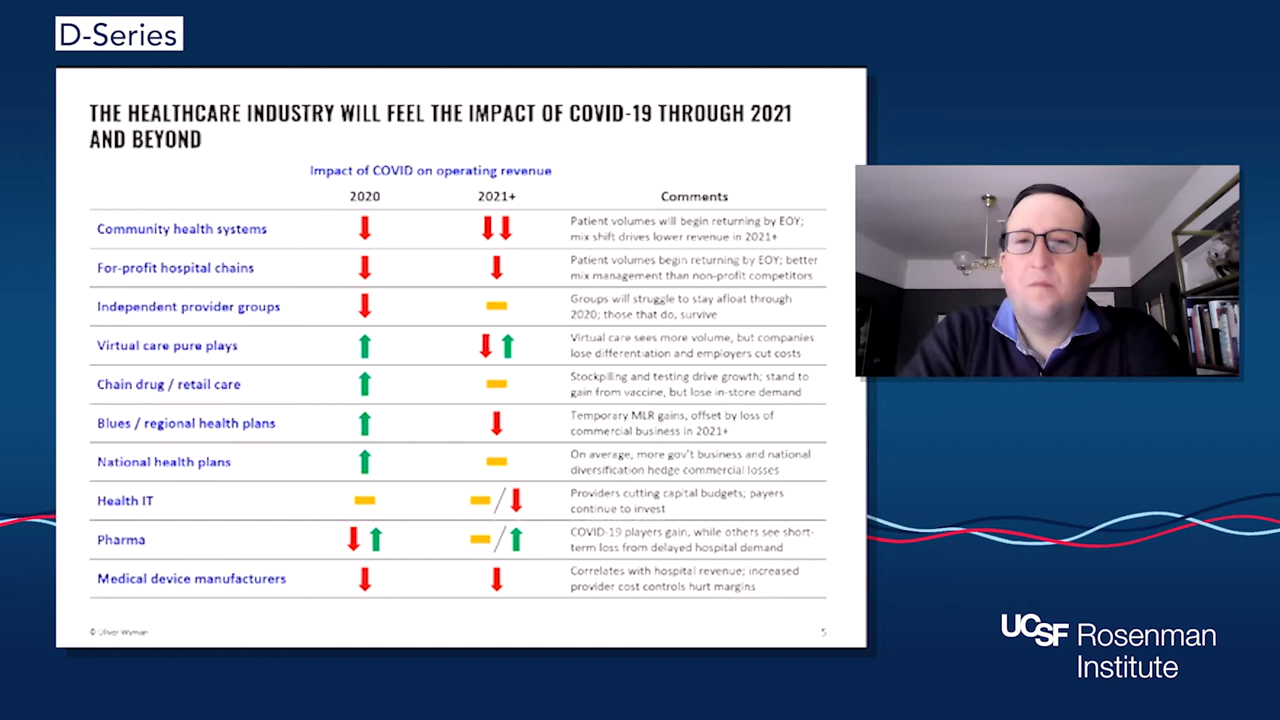 D-Series
THE HEALTHCARE INDUSTRY WILL FEEL THE IMPACT OF COVID-19 THROUGH 2021
AND BEYOND
Impact of COVID on operating revenue
2020 2021+ Comments
Community health systems
Patient volumes will begin returning by EOY;
mix shift drives lower revenue in 2021+
For-profit hospital chains
Patient volumes begin returning by EOY; better
mix management than non-profit competitors
Independent provider groups
Groups will struggle to stay afloat through
2020; those that do, survive
Virtual care pure plays
Virtual care sees more volume, but companies
lose differentiation and employers cut costs
Chain drug / retail care
Stockpiling and testing drive growth; stand to
gain from vaccine, but lose in-store demand
Blues / regional health plans
Temporary MLR gains, offset by loss of
commercial business in 2021+
National health plans
On average, more gov't business and national
diversification hedge commercial losses
Health IT
/
Providers cutting capital budgets; payers
continue to invest
Pharma
/
COVID-19 players gain, while others see short-
term loss from delayed hospital demand
Medical device manufacturers
Correlates with hospital revenue; increased
provider cost controls hurt margins
© Oliver Wyman
5
UCSF Rosenman
Institute